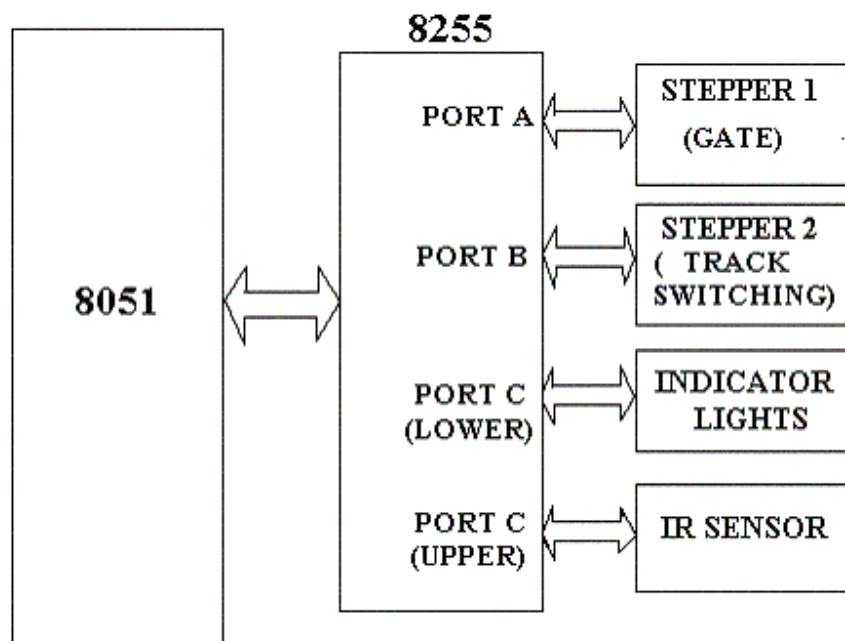 8255
8051
PORT A
PORT B
PORT C
(LOWER)
PORT C
(UPPER)
STEPPER 1
(GATE)
STEPPER 2
( TRACK
SWITCHING)
INDICATOR
LIGHTS
IR SENSOR